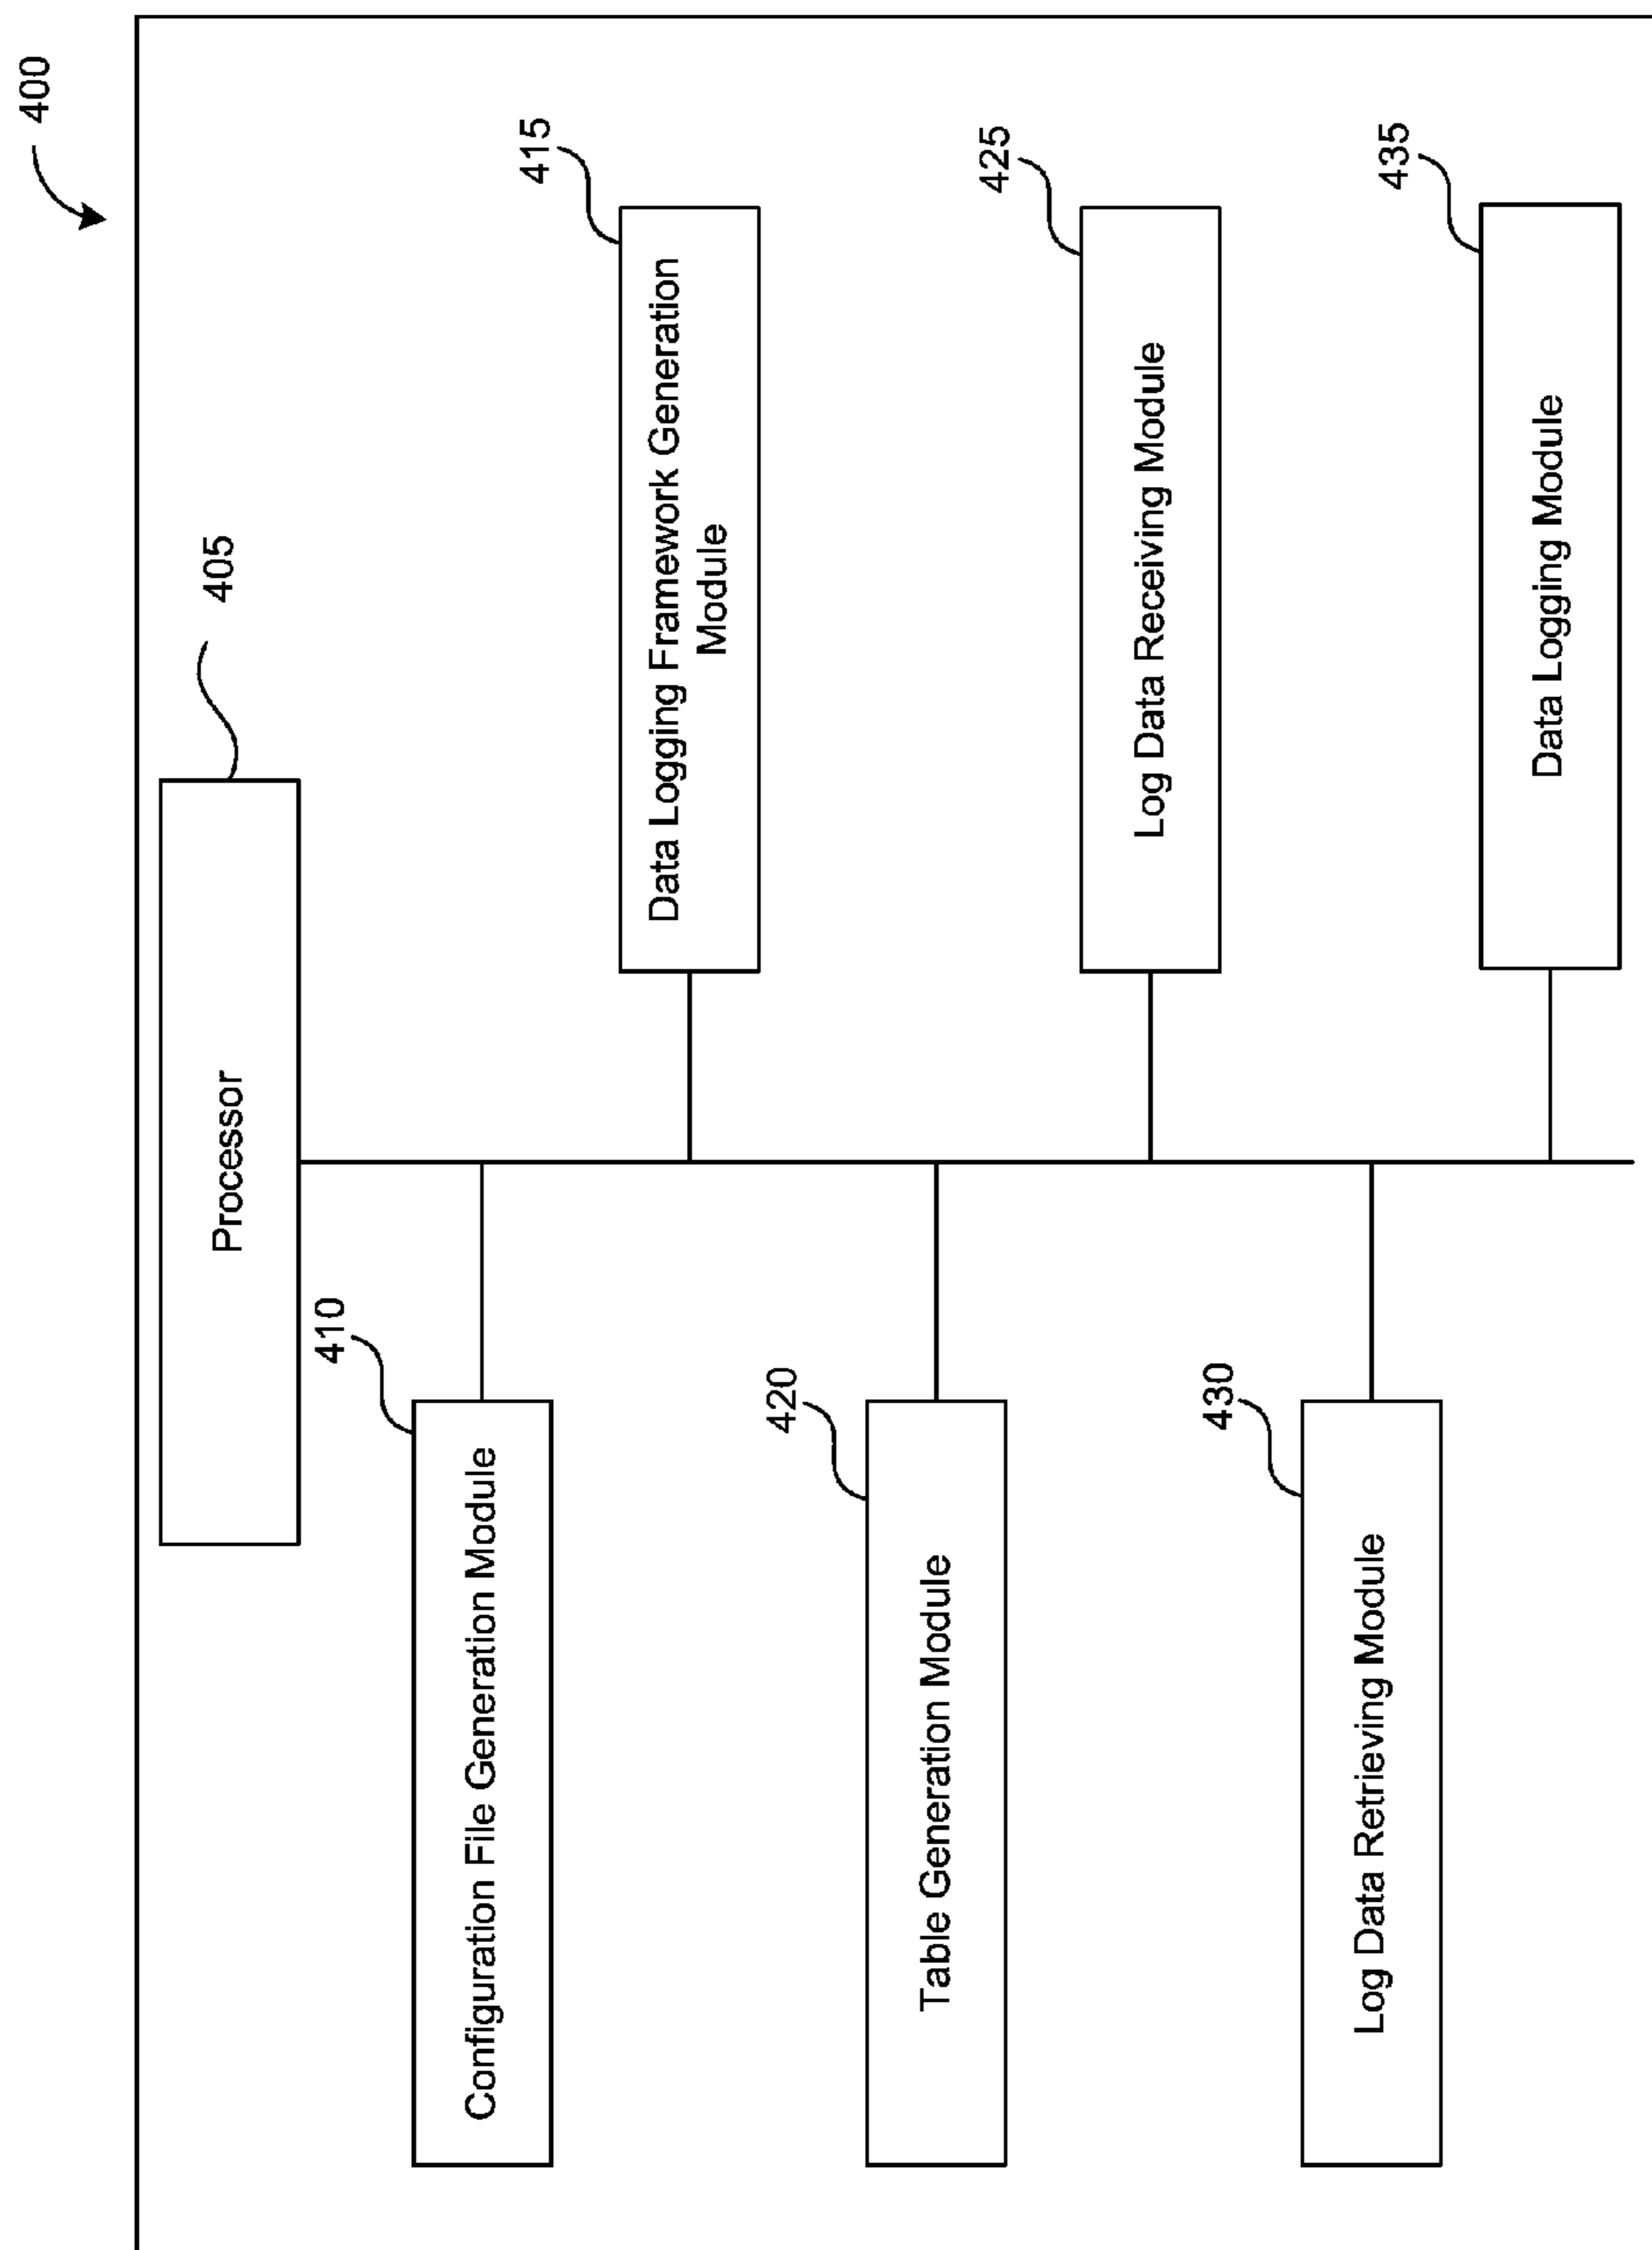 400
405
Processor
410
Configuration File Generation Module
415
Data Logging Framework Generation
Module
420
Table Generation Module
425
Log Data Receiving Module
430
Log Data Retrieving Module
435
Data Logging Module